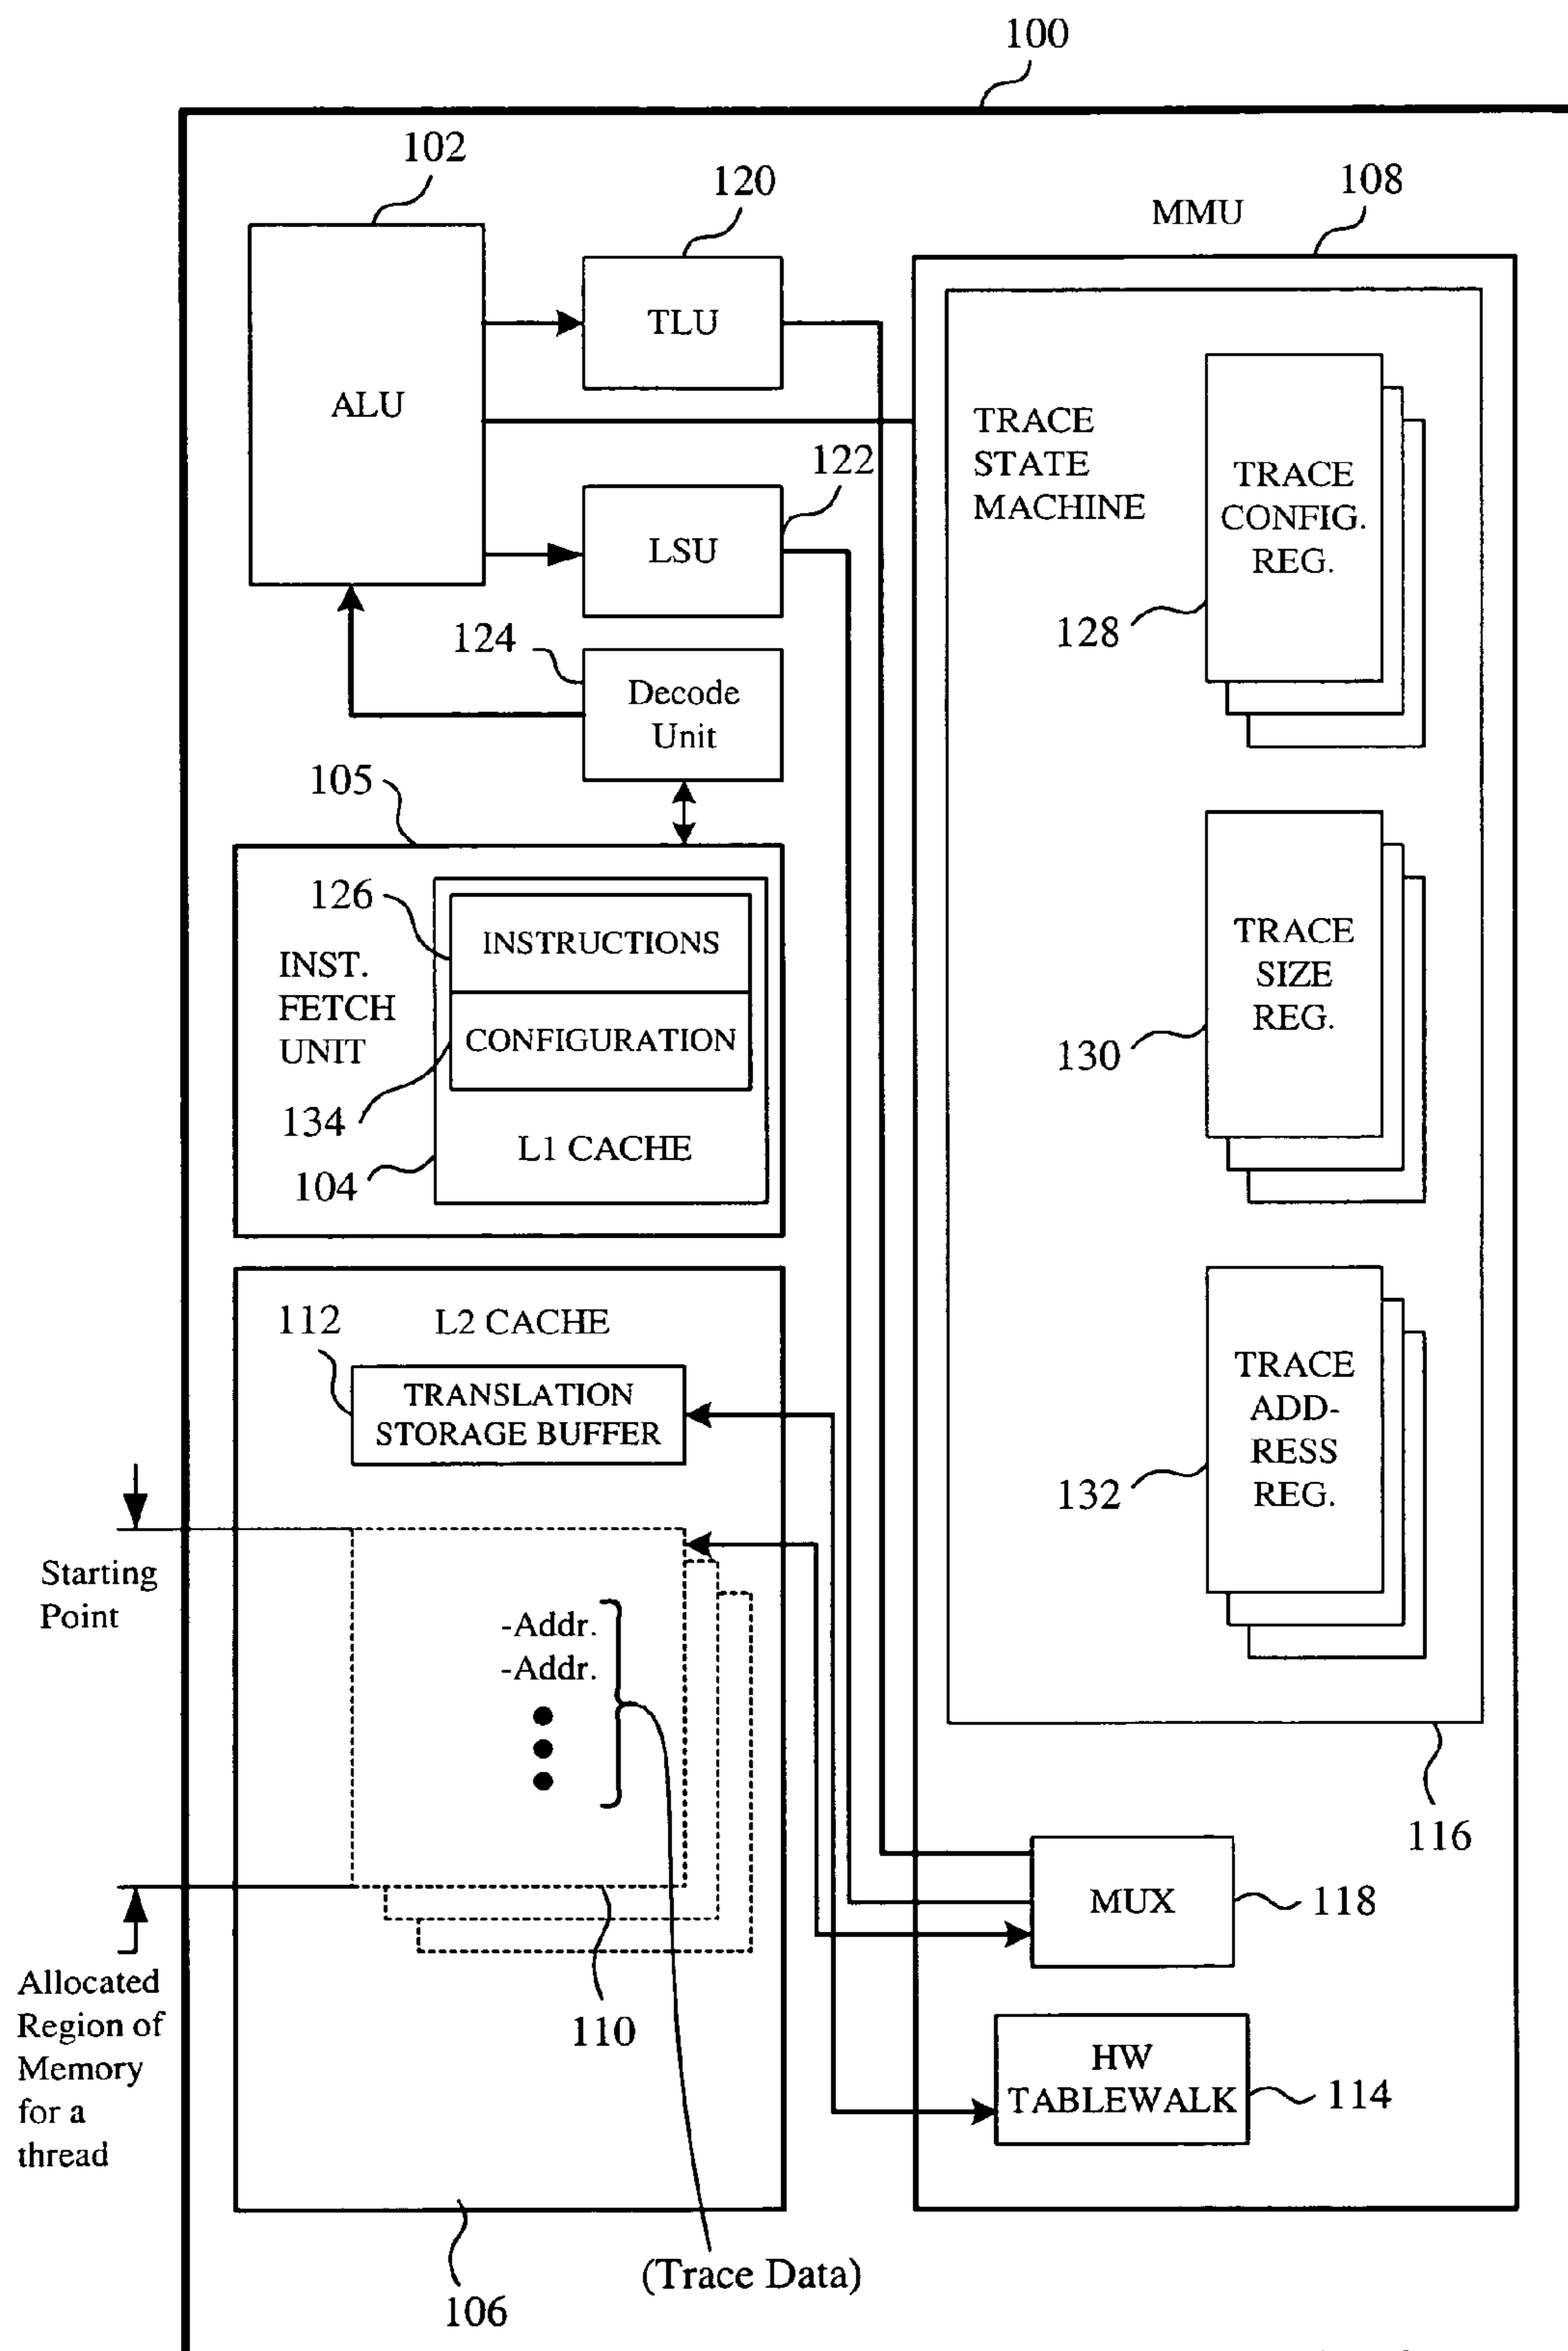 100
102
120
108
MMU
ALU
TLU
TRACE
STATE
MACHINE
TRACE
CONFIG.
REG.
122
LSU
128
124
Decode
Unit
105
126
INSTRUCTIONS
INST.
FETCH
UNIT
CONFIGURATION
134
L1 CACHE
104
TRACE
SIZE
REG.
130
112
L2 CACHE
TRANSLATION
STORAGE BUFFER
TRACE
ADD-
RESS
REG.
132
Starting
Point
-Addr.
-Addr.
116
MUX
118
Allocated
Region of
Memory
for a
thread
110
HW
TABLEWALK
114
(Trace Data)
106